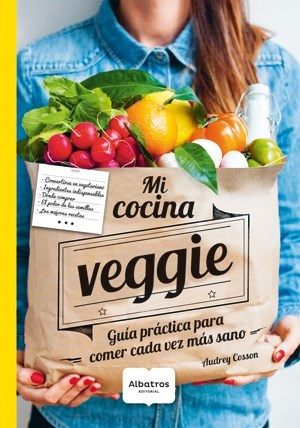 - Convertirse en vegetariano
- Ingredientes indispensables
- Dónde comprar
- El poder de las semillas
- Las mejores recetas
Mi
cocina
veggie
Guía práctica para
comer cada vez más sano
Audrey Cosson
Albatros
EDITORIAL